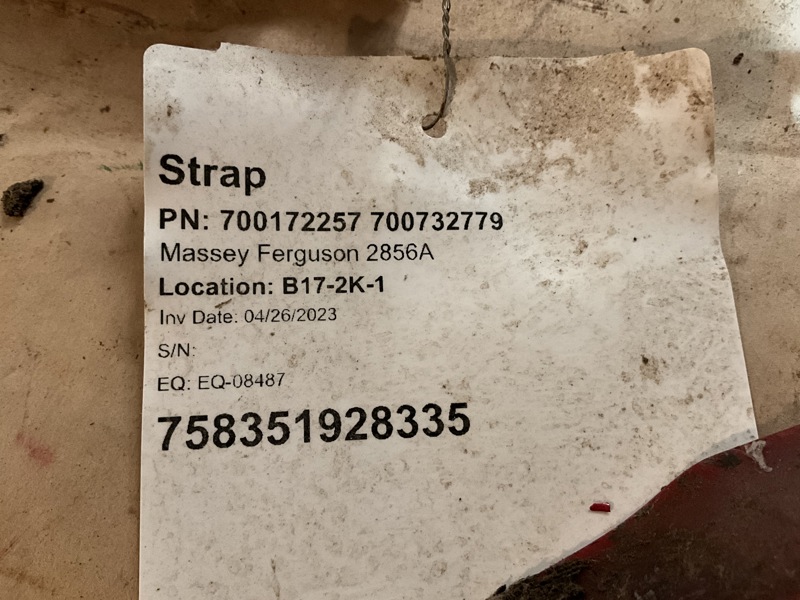 Strap
PN: 700172257 700732779
Massey Ferguson 2856A
Location: B17-2K-1
Inv Date: 04/26/2023
S/N:
EQ: EQ-08487
758351928335